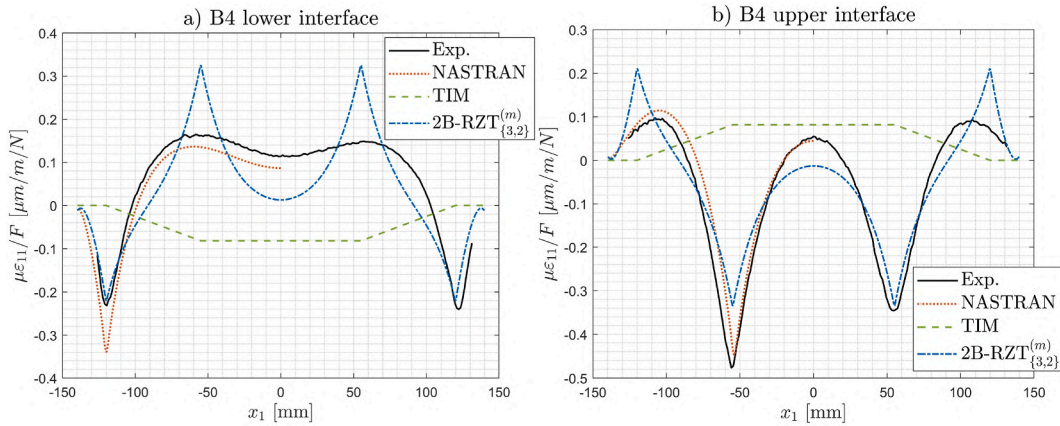 a) B4 lower interface
0.4
0.3
0.2
0.1
0
-0.1
-0.2
-0.3
-0.4
με₁₁/F [μm/m/N]
-150 -100 -50 0 50 100 150
x₁ [mm]
Exp.
NASTRAN
TIM
2B-RZT^{(m)}_{{3,2}}
b) B4 upper interface
0.3
0.2
0.1
0
-0.1
-0.2
-0.3
-0.4
-0.5
με₁₁/F [μm/m/N]
-150 -100 -50 0 50 100 150
x₁ [mm]
Exp.
NASTRAN
TIM
2B-RZT^{(m)}_{{3,2}}